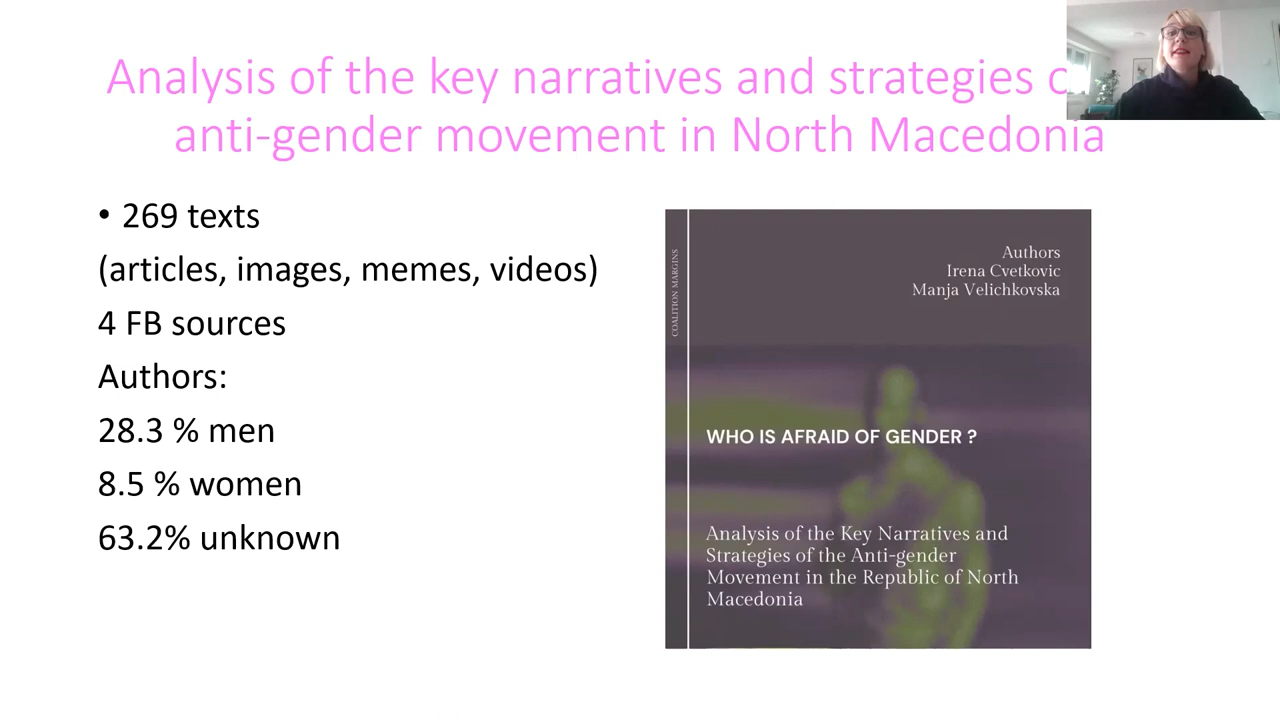 Analysis of the key narratives and strategies
anti-gender movement in North Macedonia
• 269 texts
(articles, images, memes, videos)
4 FB sources
Authors:
28.3 % men
8.5 % women
63.2% unknown
COALITION MARGINS
Authors
Irena Cvetkovic
Manja Velichkovska
WHO IS AFRAID OF GENDER ?
Analysis of the Key Narratives and
Strategies of the Anti-gender
Movement in the Republic of North
Macedonia